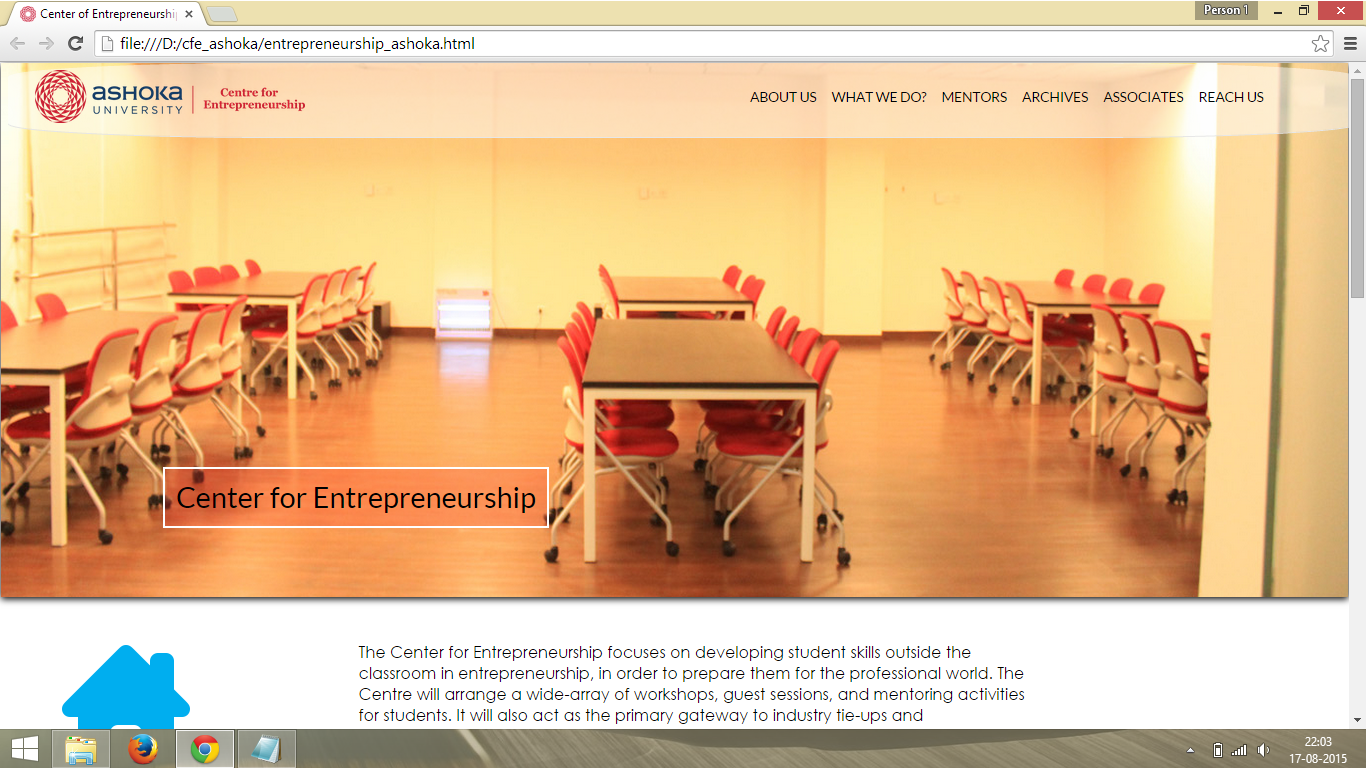 Center of Entrepreneurship
Person 1
file:///D:/cfe_ashoka/entrepreneurship_ashoka.html
ASHOKA
UNIVERSITY
Centre for
Entrepreneurship
ABOUT US WHAT WE DO? MENTORS ARCHIVES ASSOCIATES REACH US
Center for Entrepreneurship
The Center for Entrepreneurship focuses on developing student skills outside the
classroom in entrepreneurship, in order to prepare them for the professional world. The
Centre will arrange a wide-array of workshops, guest sessions, and mentoring activities
for students. It will also act as the primary gateway to industry tie-ups and
22:03
17-08-2015